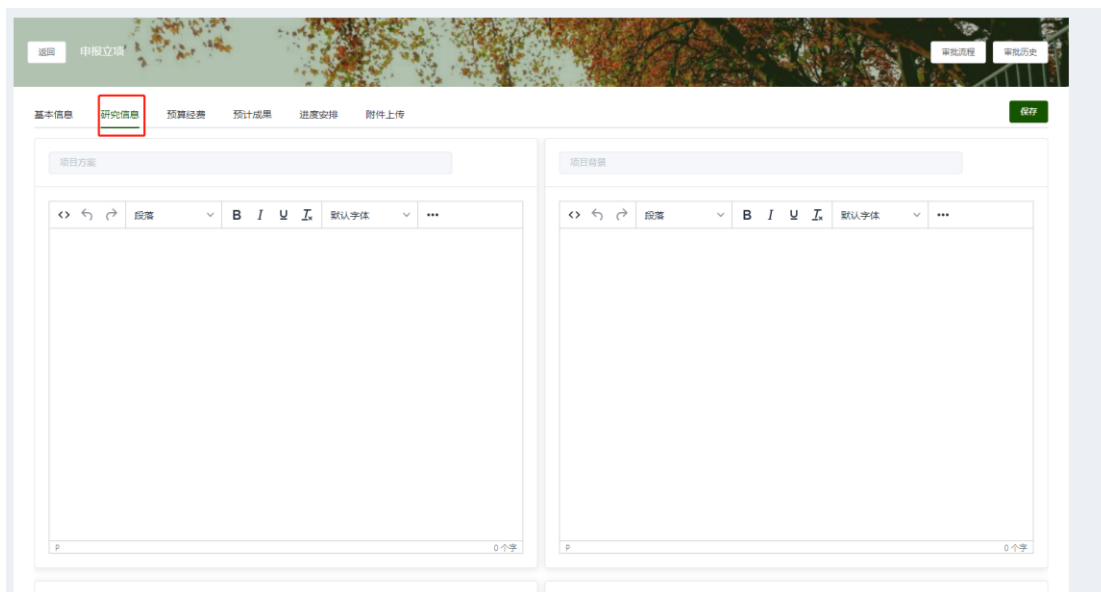 返回 申报立项 审批流程 审批历史
基本信息 研究信息 预算经费 预计成果 进度安排 附件上传 保存
项目方案 项目背景
段落 B I U Tx 默认字体 ••• 段落 B I U Tx 默认字体 •••
P 0 个字 P 0 个字